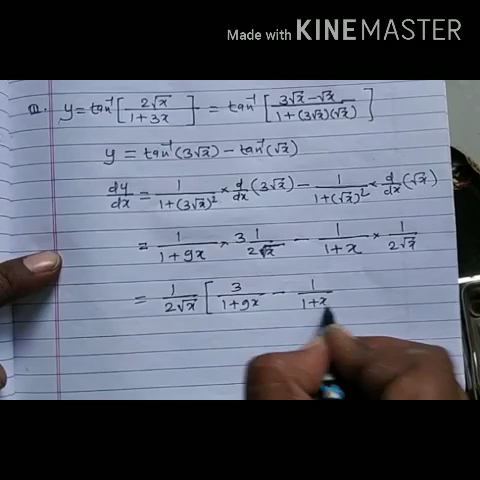 Made with KINEMASTER
Q. y = tan⁻¹[2√x / 1+3x] = tan⁻¹[3√x − √x / 1+(3√x)(√x)]
y = tan⁻¹(3√x) − tan⁻¹(√x)
dy/dx = 1/1+(3√x)² × d/dx (3√x) − 1/1+(√x)² × d/dx (√x)
= 1/1+9x × 3 1/2√x − 1/1+x × 1/2√x
= 1/2√x [3/1+9x − 1/1+x